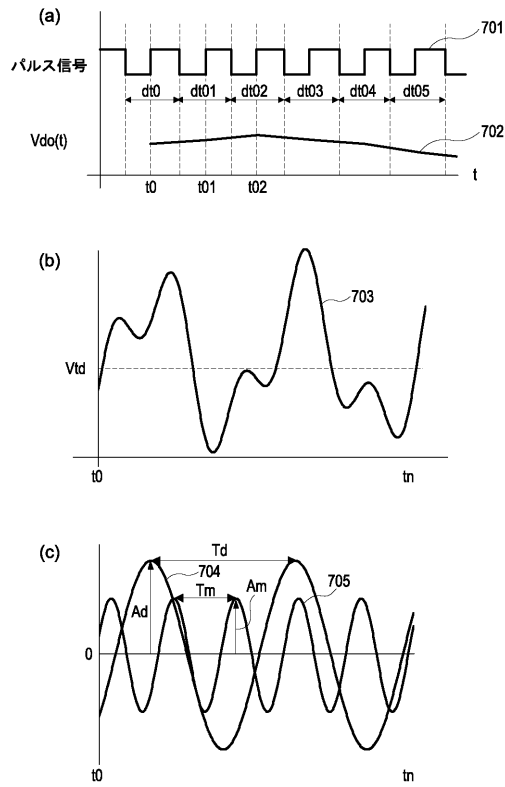 (a)
701
パルス信号
dt0 dt01 dt02 dt03 dt04 dt05
702
Vdo(t)
t
t0 t01 t02
(b)
703
Vtd
t0 tn
(c)
Td
704
Tm Am 705
Ad
0
t0 tn